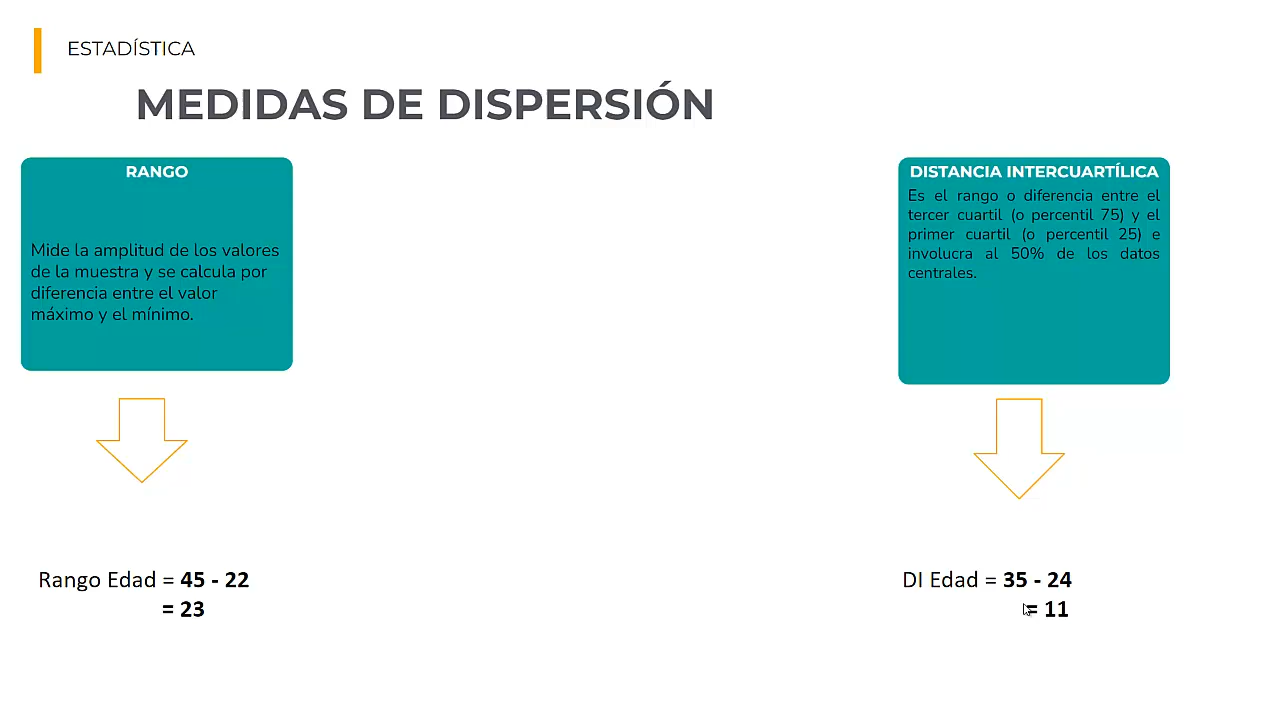 ESTADÍSTICA
MEDIDAS DE DISPERSIÓN
RANGO
Mide la amplitud de los valores
de la muestra y se calcula por
diferencia entre el valor
máximo y el mínimo.
DISTANCIA INTERCUARTÍLICA
Es el rango o diferencia entre el
tercer cuartil (o percentil 75) y el
primer cuartil (o percentil 25) e
involucra al 50% de los datos
centrales.
Rango Edad = 45 - 22
= 23
DI Edad = 35 - 24
= 11